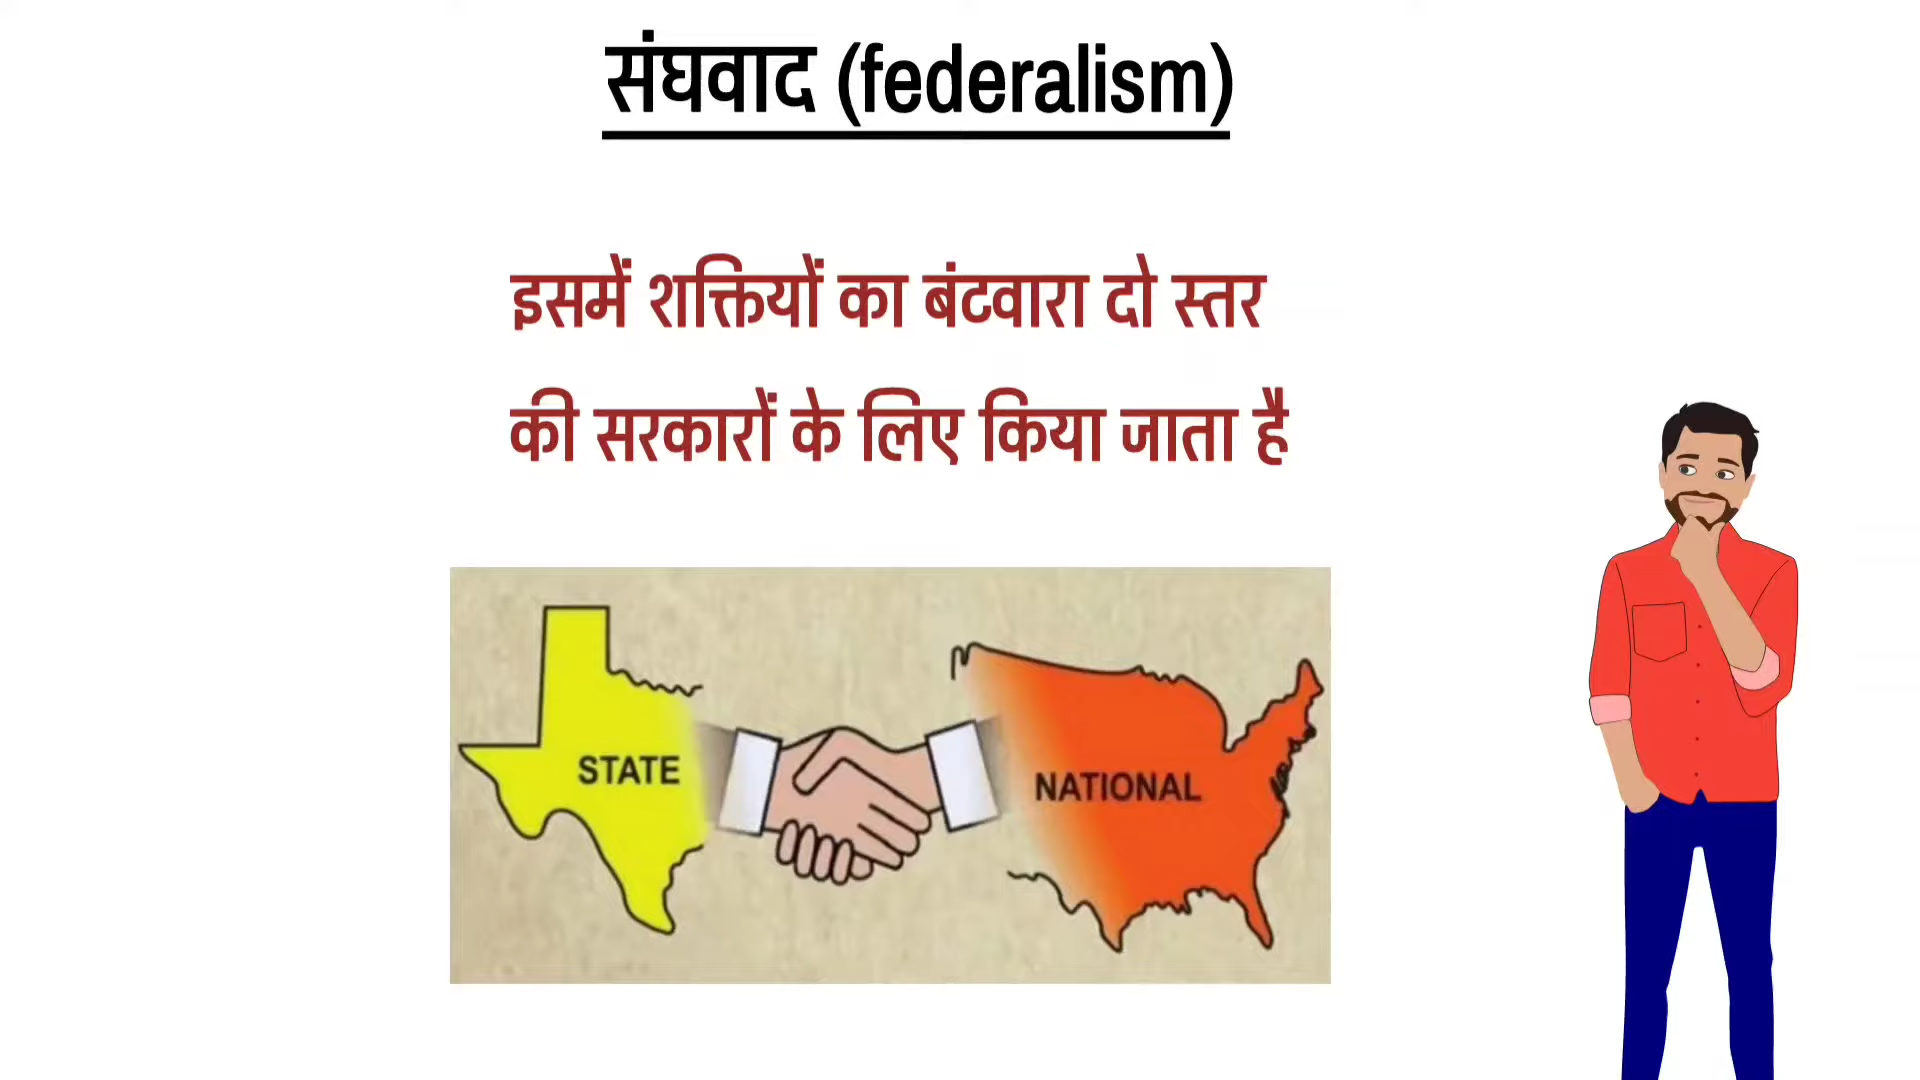 संघवाद (federalism)
इसमें शक्तियों का बंटवारा दो स्तर
की सरकारों के लिए किया जाता है
STATE
NATIONAL